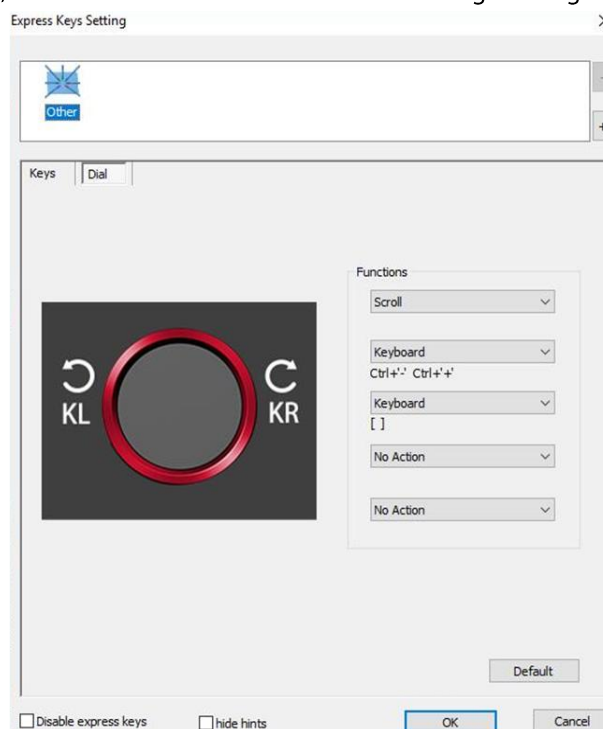 Express Keys Setting
Other
Keys
Dial
Functions
Scroll
Keyboard
Ctrl+'-' Ctrl+'+'
Keyboard
[ ]
No Action
No Action
KL
KR
Default
Disable express keys
hide hints
OK
Cancel